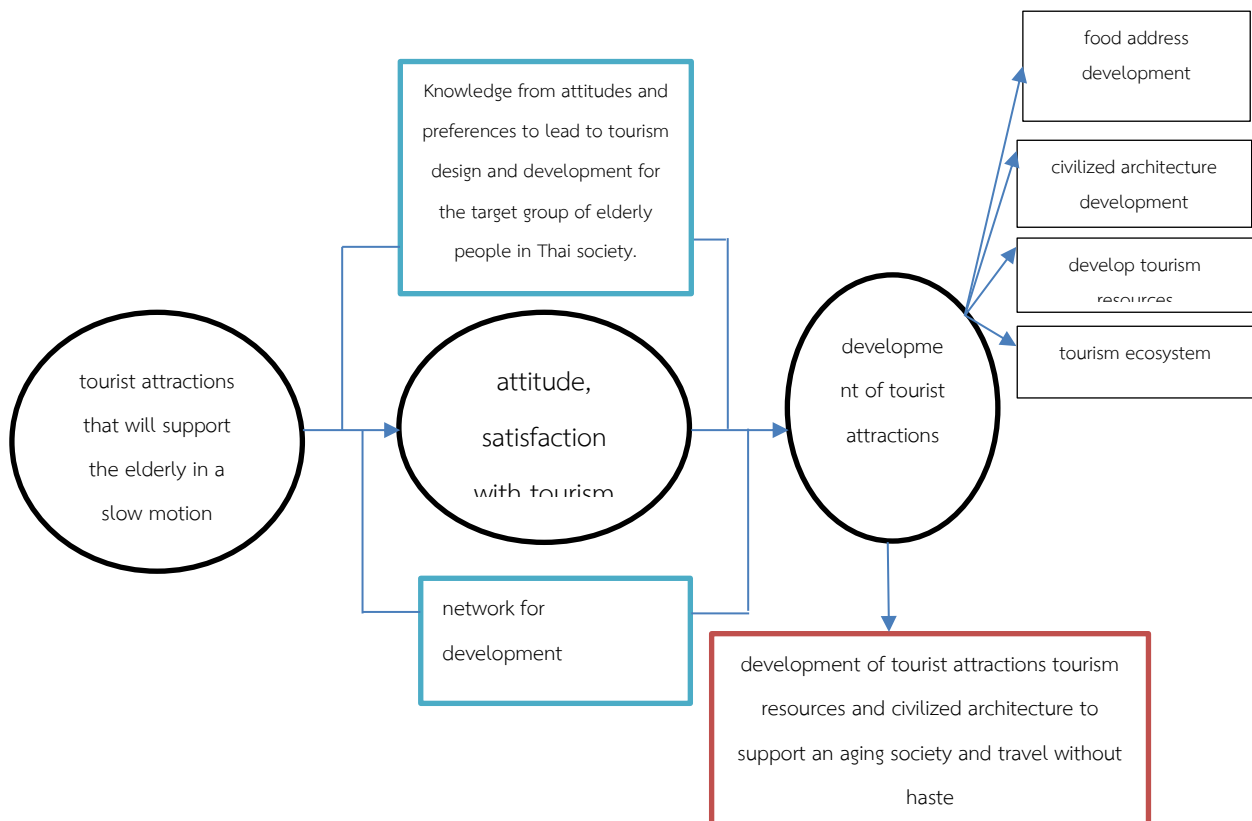 food address
development
civilized architecture
development
develop tourism
resources
tourism ecosystem
Knowledge from attitudes and
preferences to lead to tourism
design and development for
the target group of elderly
people in Thai society.
tourist attractions
that will support
the elderly in a
slow motion
attitude,
satisfaction
with tourism
developme
nt of tourist
attractions
network for
development
development of tourist attractions tourism
resources and civilized architecture to
support an aging society and travel without
haste